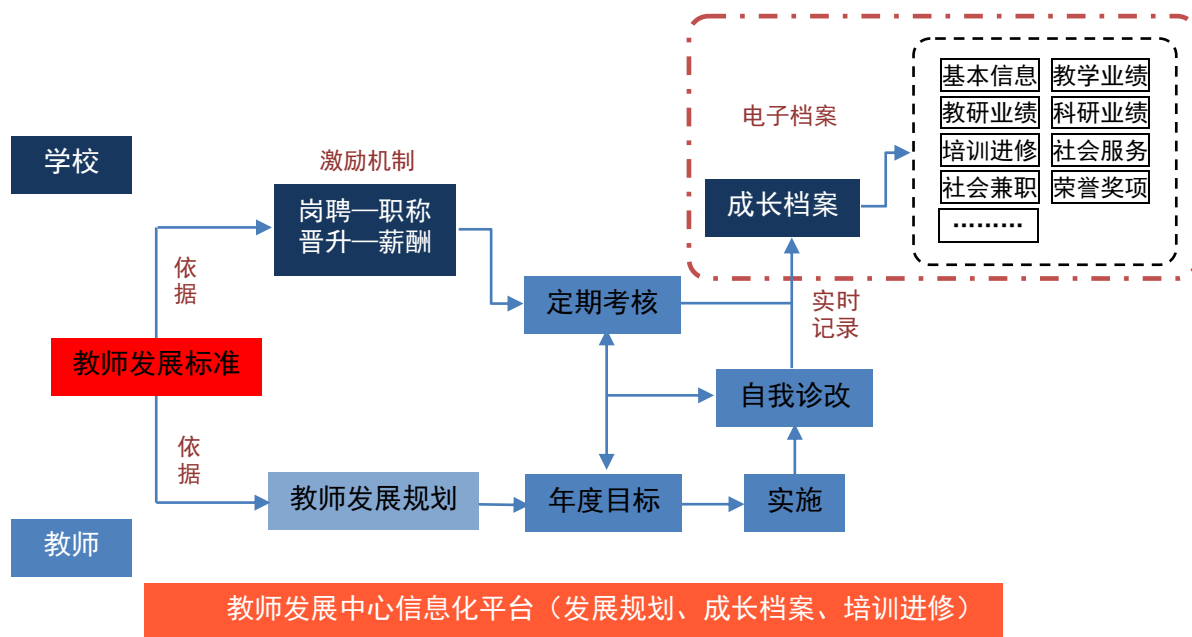 基本信息 教学业绩
教研业绩 科研业绩
培训进修 社会服务
社会兼职 荣誉奖项
………
电子档案
成长档案
学校
激励机制
岗聘—职称
晋升—薪酬
依
据
定期考核
实时
记录
教师发展标准
自我诊改
依
据
教师发展规划
年度目标
实施
教师
教师发展中心信息化平台（发展规划、成长档案、培训进修）